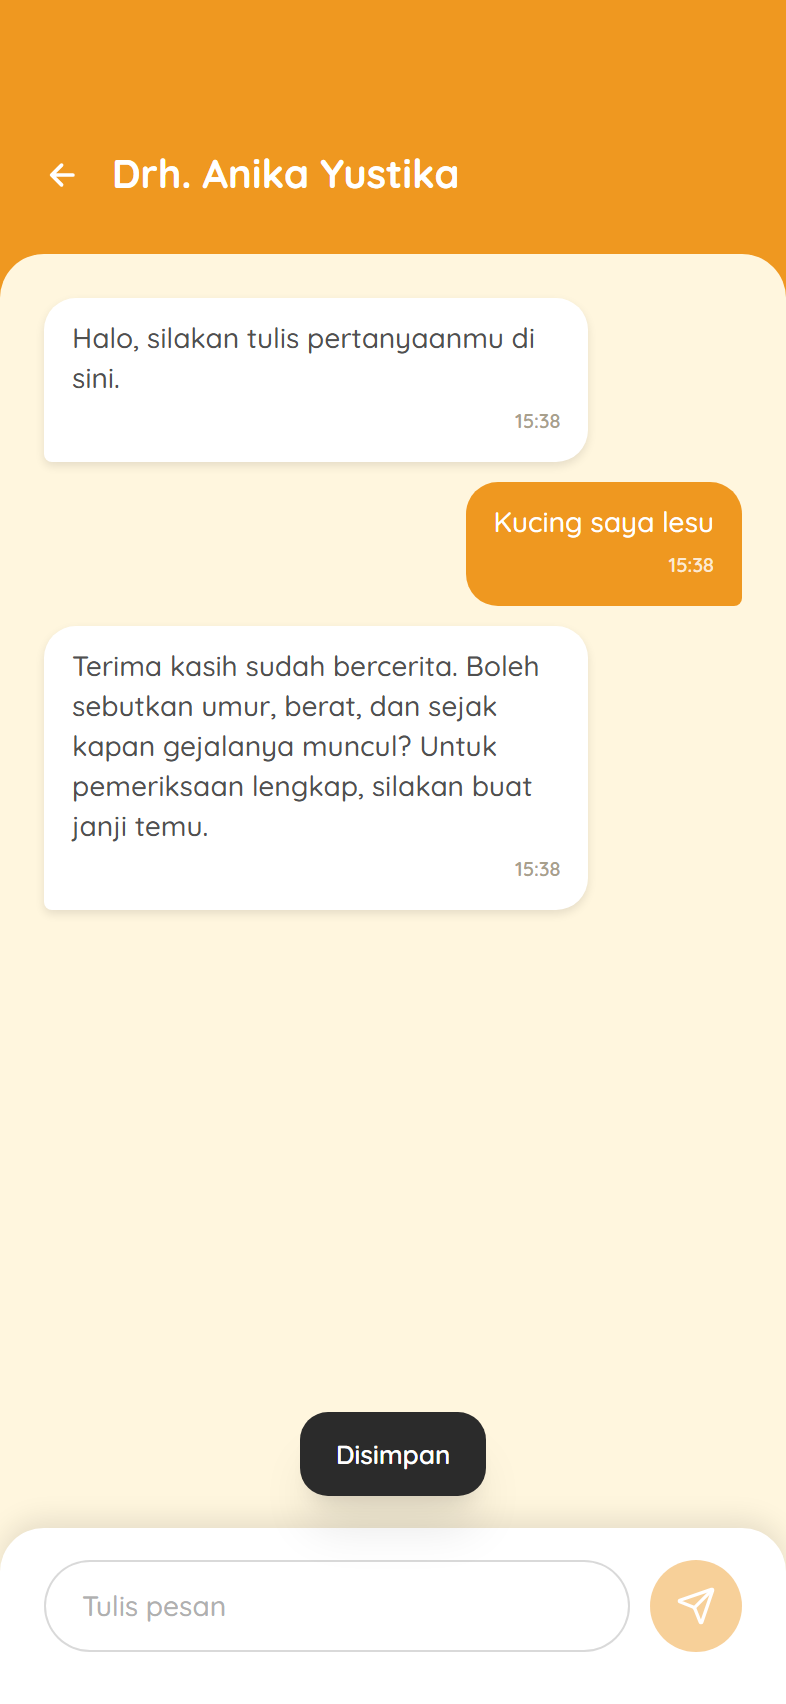 Drh. Anika Yustika
Halo, silakan tulis pertanyaanmu di
sini.
15:38
Kucing saya lesu
15:38
Terima kasih sudah bercerita. Boleh
sebutkan umur, berat, dan sejak
kapan gejalanya muncul? Untuk
pemeriksaan lengkap, silakan buat
janji temu.
15:38
Disimpan
Tulis pesan